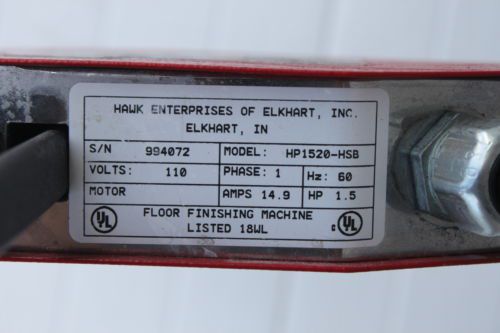 HAWK ENTERPRISES OF ELKHART, INC.
ELKHART, IN
S/N 994072 MODEL: HP1520-HSB
VOLTS: 110 PHASE: 1 Hz: 60
MOTOR AMPS 14.9 HP 1.5
UL FLOOR FINISHING MACHINE c UL
LISTED 18WL